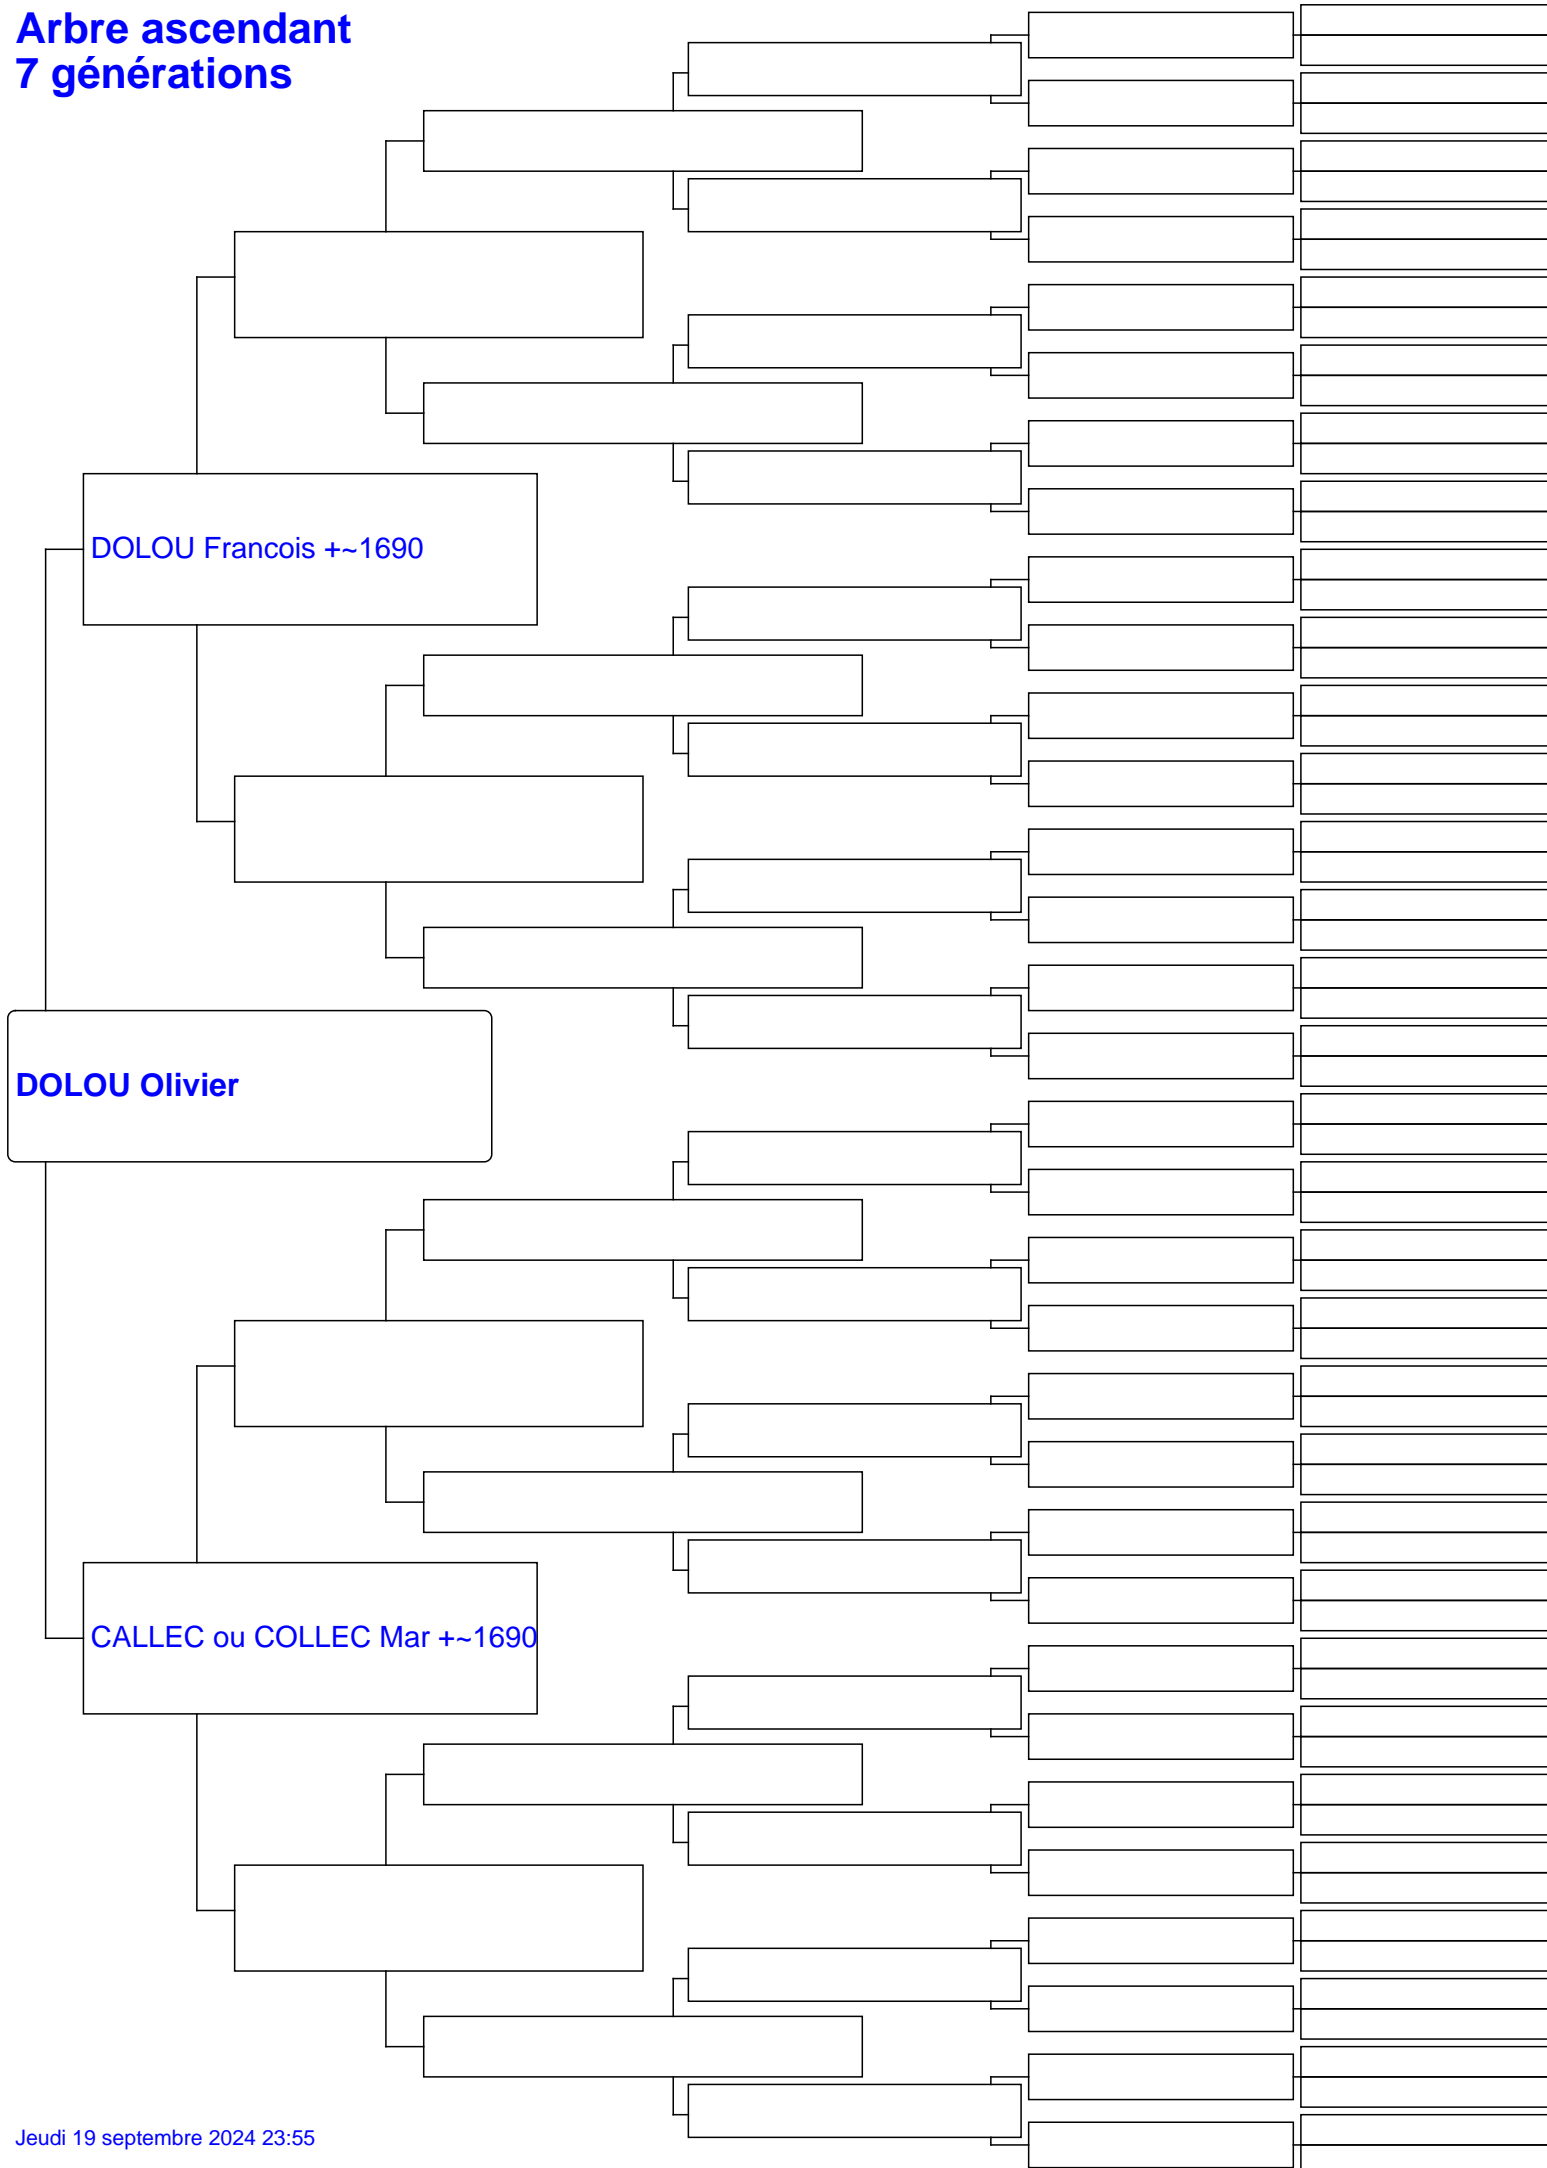 Arbre ascendant
7 générations
DOLOU Francois +~1690
DOLOU Olivier
CALLEC ou COLLEC Mar +~1690
Jeudi 19 septembre 2024 23:55